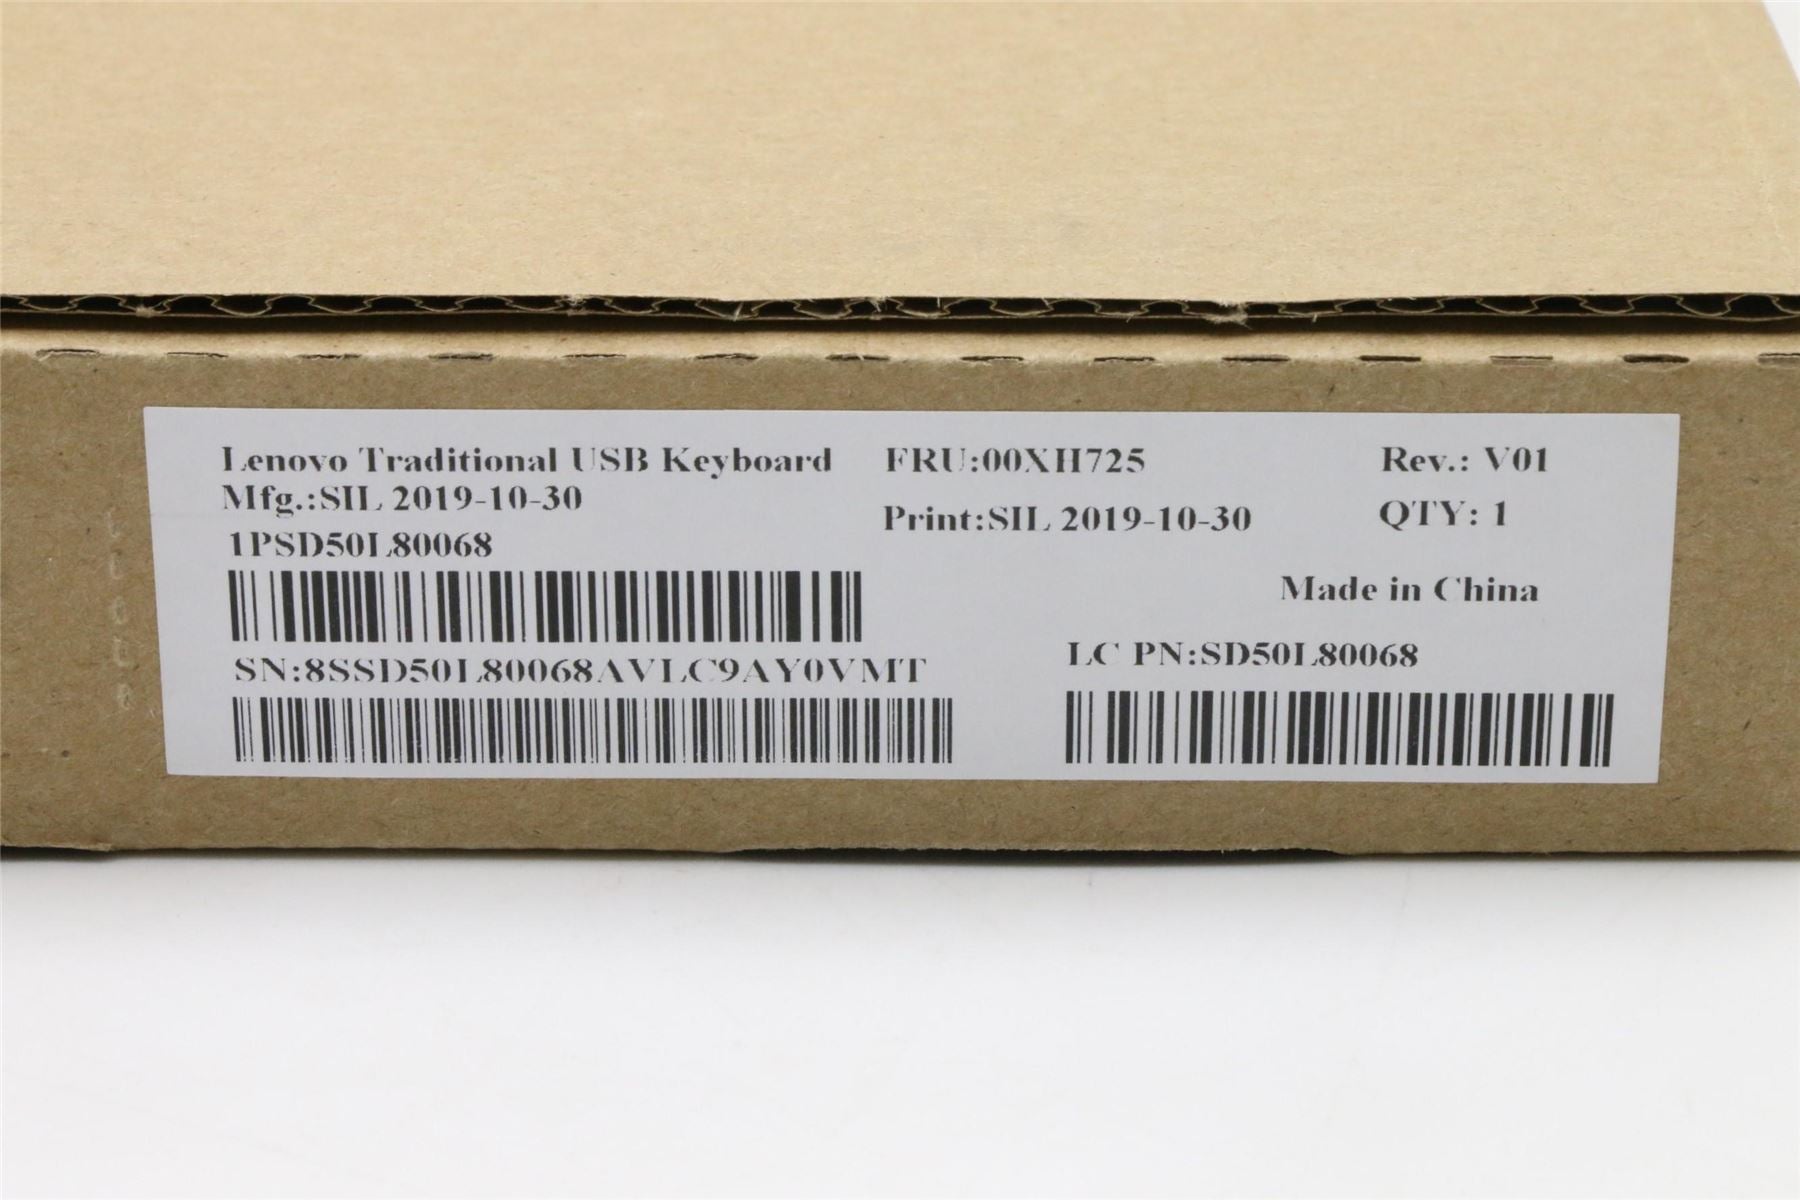 Lenovo Traditional USB Keyboard
Mfg.:SIL 2019-10-30
1PSD50L80068
SN:8SSD50L80068AVLC9AY0VMT
FRU:00XH725
Print:SIL 2019-10-30
Rev.: V01
QTY: 1
Made in China
LC PN:SD50L80068